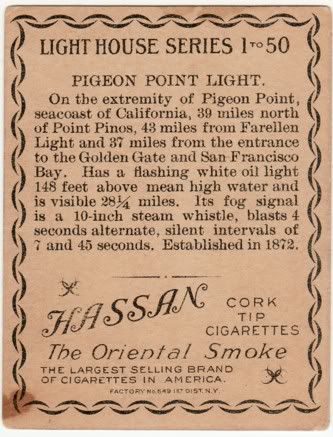 LIGHT HOUSE SERIES 1 TO 50
PIGEON POINT LIGHT.
On the extremity of Pigeon Point,
seacoast of California, 39 miles north
of Point Pinos, 43 miles from Farellen
Light and 37 miles from the entrance
to the Golden Gate and San Francisco
Bay. Has a flashing white oil light
148 feet above mean high water and
is visible 28¼ miles. Its fog signal
is a 10-inch steam whistle, blasts 4
seconds alternate, silent intervals of
7 and 45 seconds. Established in 1872.
HASSAN
CORK
TIP
CIGARETTES
The Oriental Smoke
THE LARGEST SELLING BRAND
OF CIGARETTES IN AMERICA.
FACTORY No. 649 1ST DIST. N.Y.